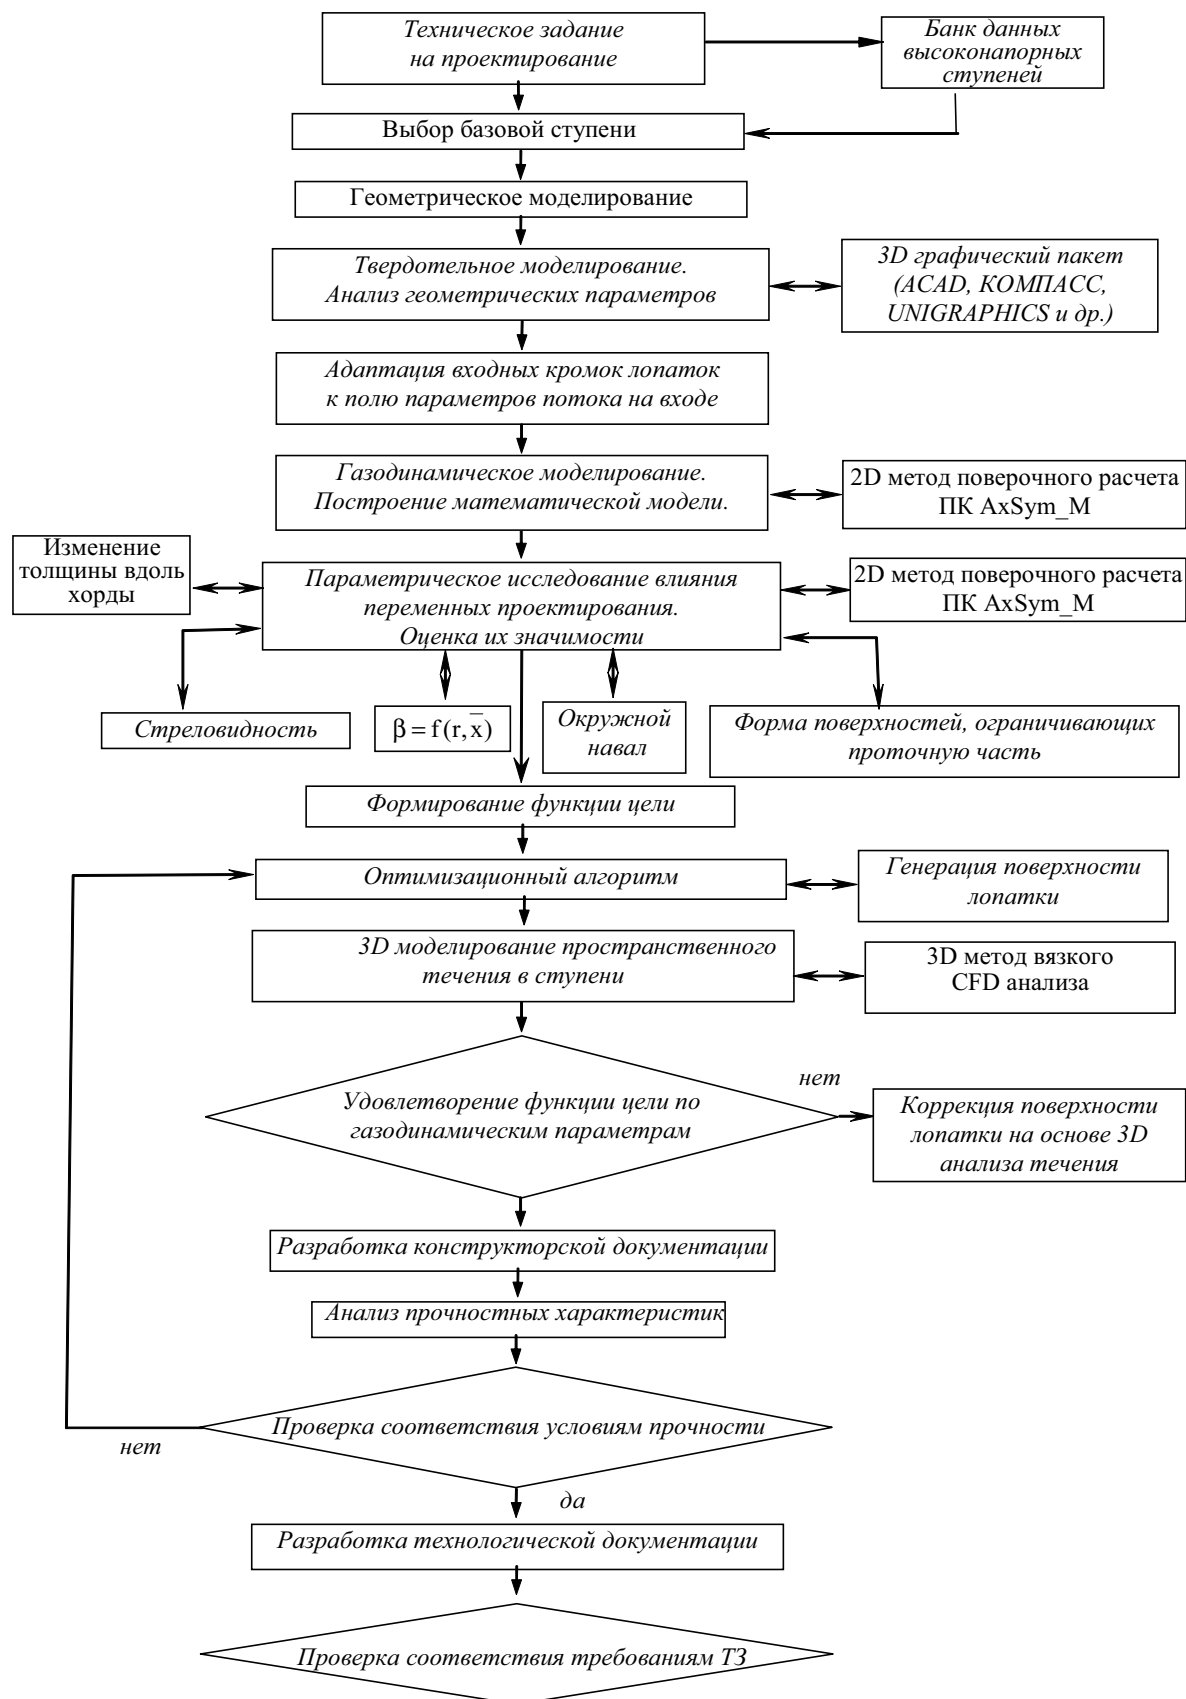 Техническое задание
на проектирование
Банк данных
высоконапорных
ступеней
Выбор базовой ступени
Геометрическое моделирование
Твердотельное моделирование.
Анализ геометрических параметров
3D графический пакет
(ACAD, КОМПАСС,
UNIGRAPHICS и др.)
Адаптация входных кромок лопаток
к полю параметров потока на входе
Газодинамическое моделирование.
Построение математической модели.
2D метод поверочного расчета
ПК AxSym_M
Изменение
толщины вдоль
хорды
Параметрическое исследование влияния
переменных проектирования.
Оценка их значимости
2D метод поверочного расчета
ПК AxSym_M
Стреловидность
β = f(r, x̄)
Окружной
навал
Форма поверхностей, ограничивающих
проточную часть
Формирование функции цели
Оптимизационный алгоритм
Генерация поверхности
лопатки
3D моделирование пространственного
течения в ступени
3D метод вязкого
CFD анализа
Удовлетворение функции цели по
газодинамическим параметрам
нет
Коррекция поверхности
лопатки на основе 3D
анализа течения
Разработка конструкторской документации
Анализ прочностных характеристик
Проверка соответствия условиям прочности
нет
да
Разработка технологической документации
Проверка соответствия требованиям ТЗ